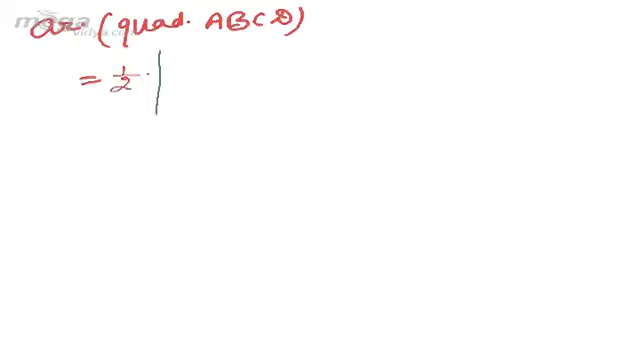 ar (quad. ABCD)
= 1/2 · |